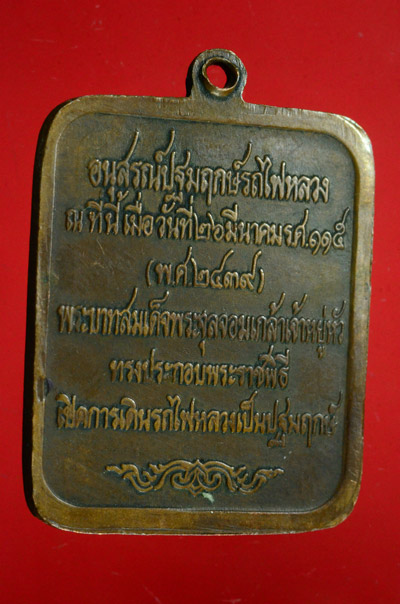 อนุสรณ์ปฐมฤกษ์รถไฟหลวง
ณ ที่นี้ เมื่อ วันที่ ๒๖ มีนาคม ร.ศ. ๑๑๕
(พ.ศ. ๒๔๓๙)
พระบาทสมเด็จพระจุลจอมเกล้าเจ้าอยู่หัว
ทรงประกอบพระราชพิธี
เปิดการเดินรถไฟหลวงเป็นปฐมฤกษ์